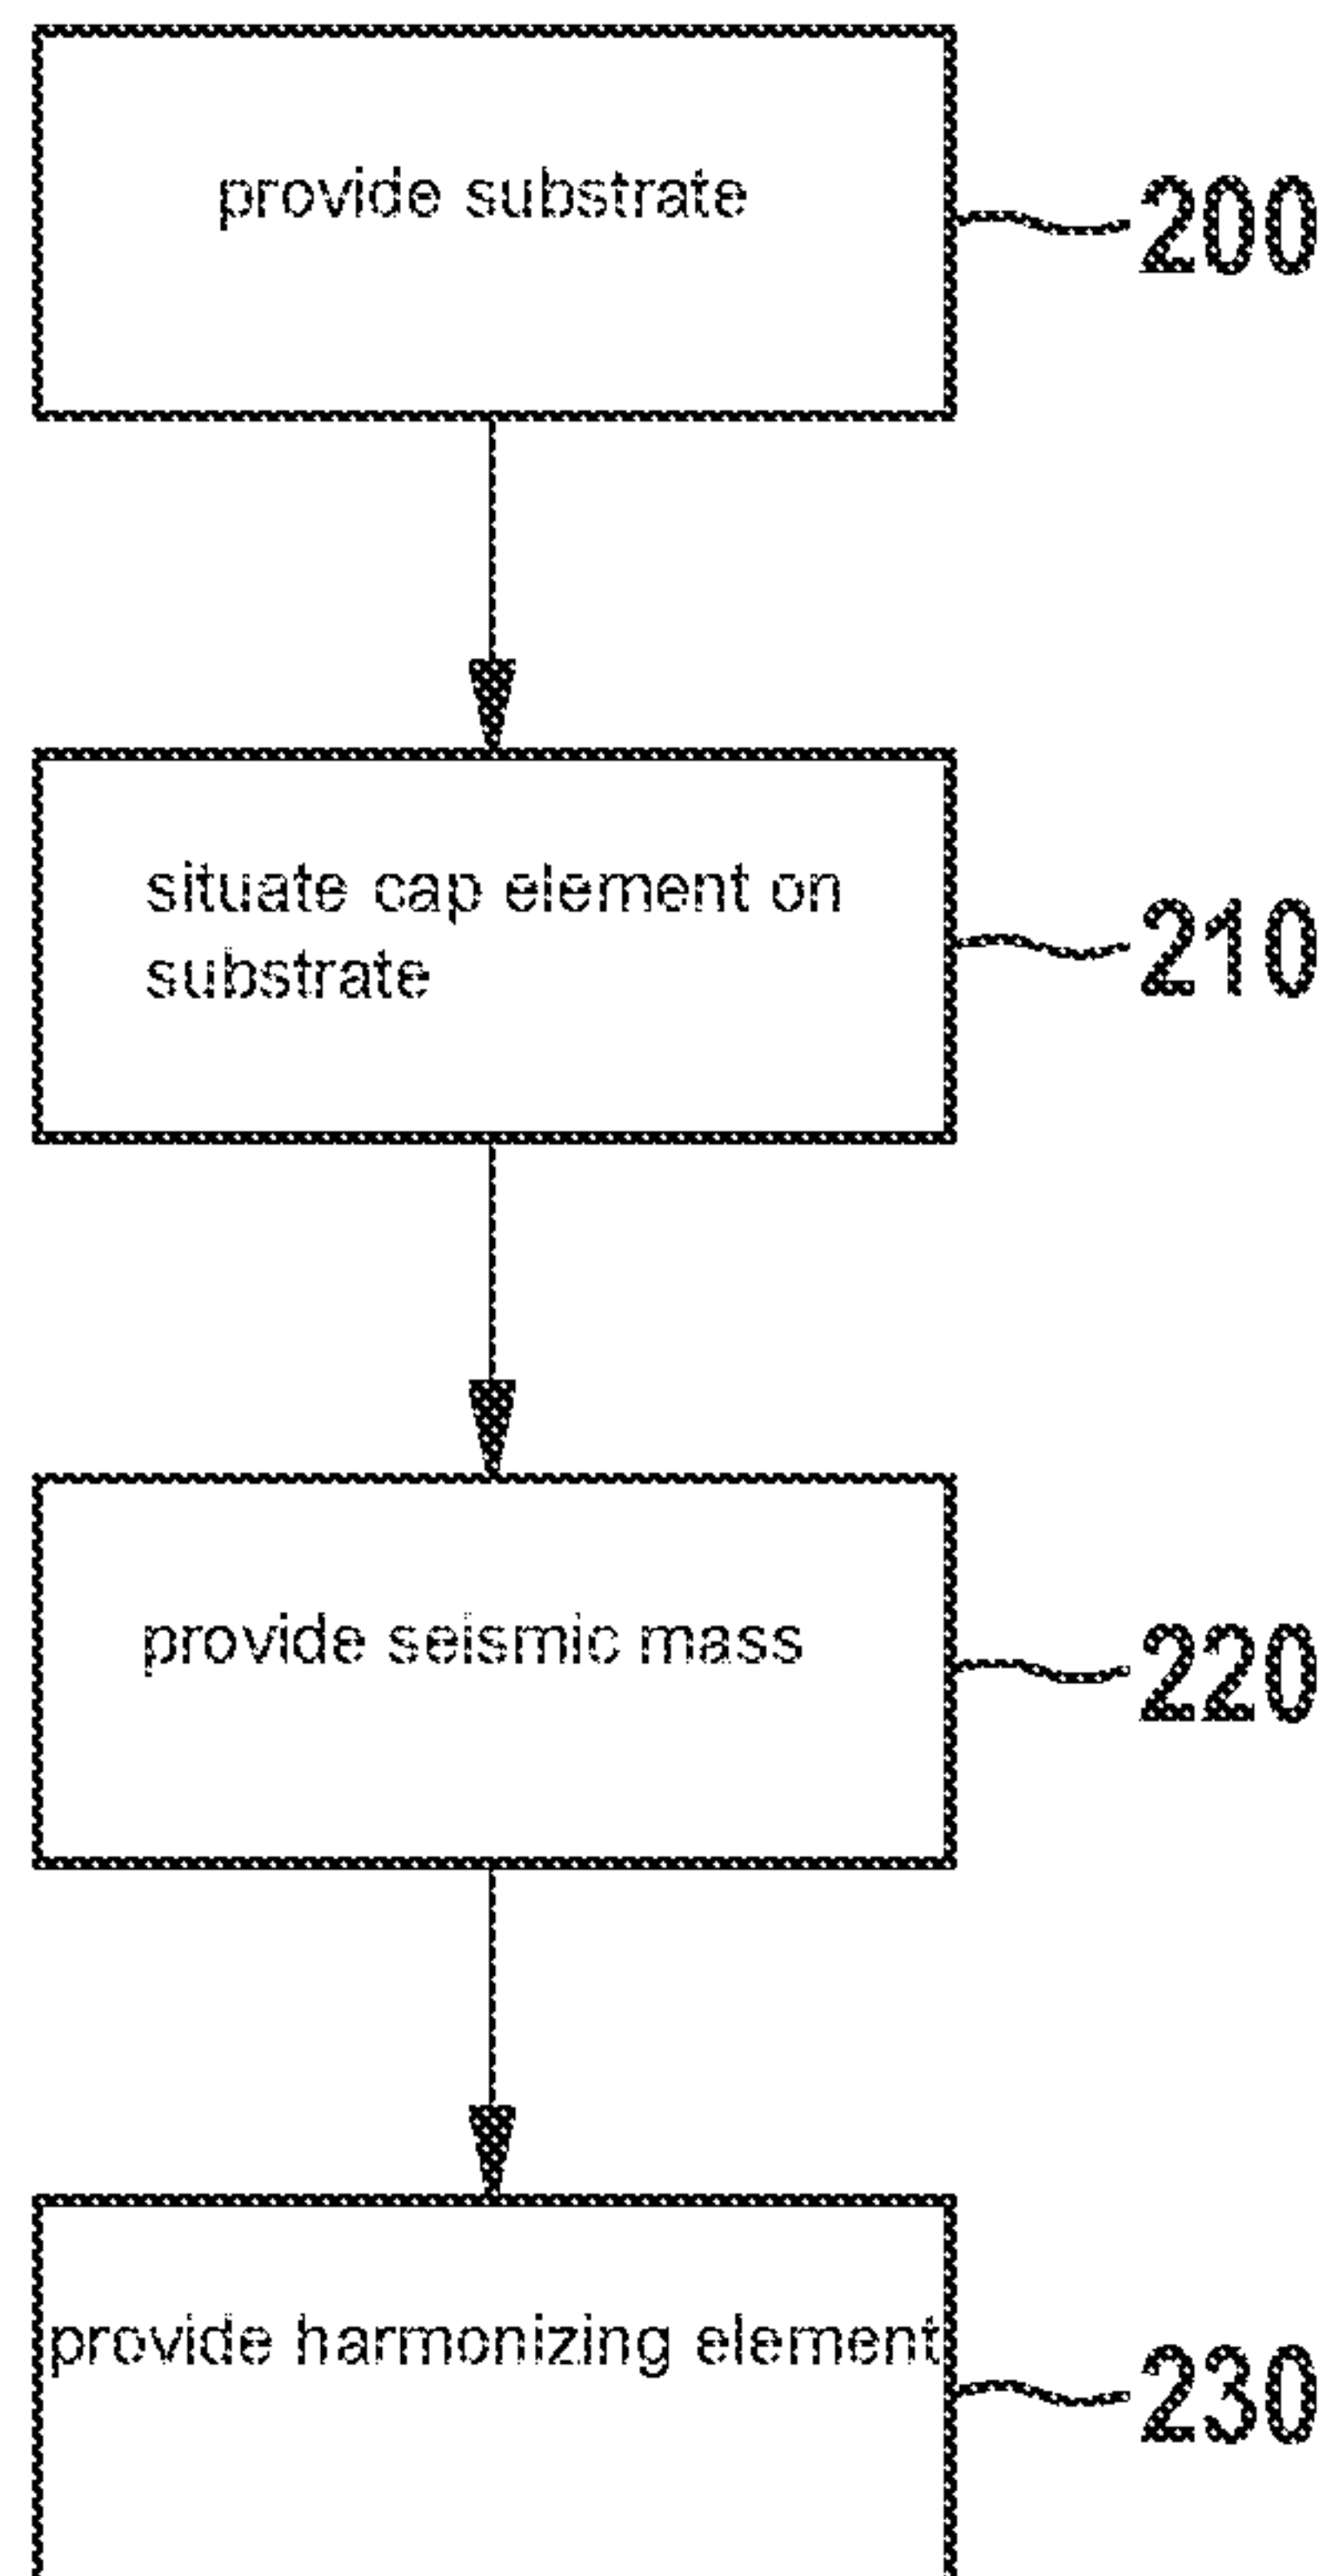 provide substrate
200
situate cap element on
substrate
210
provide seismic mass
220
provide harmonizing element
230